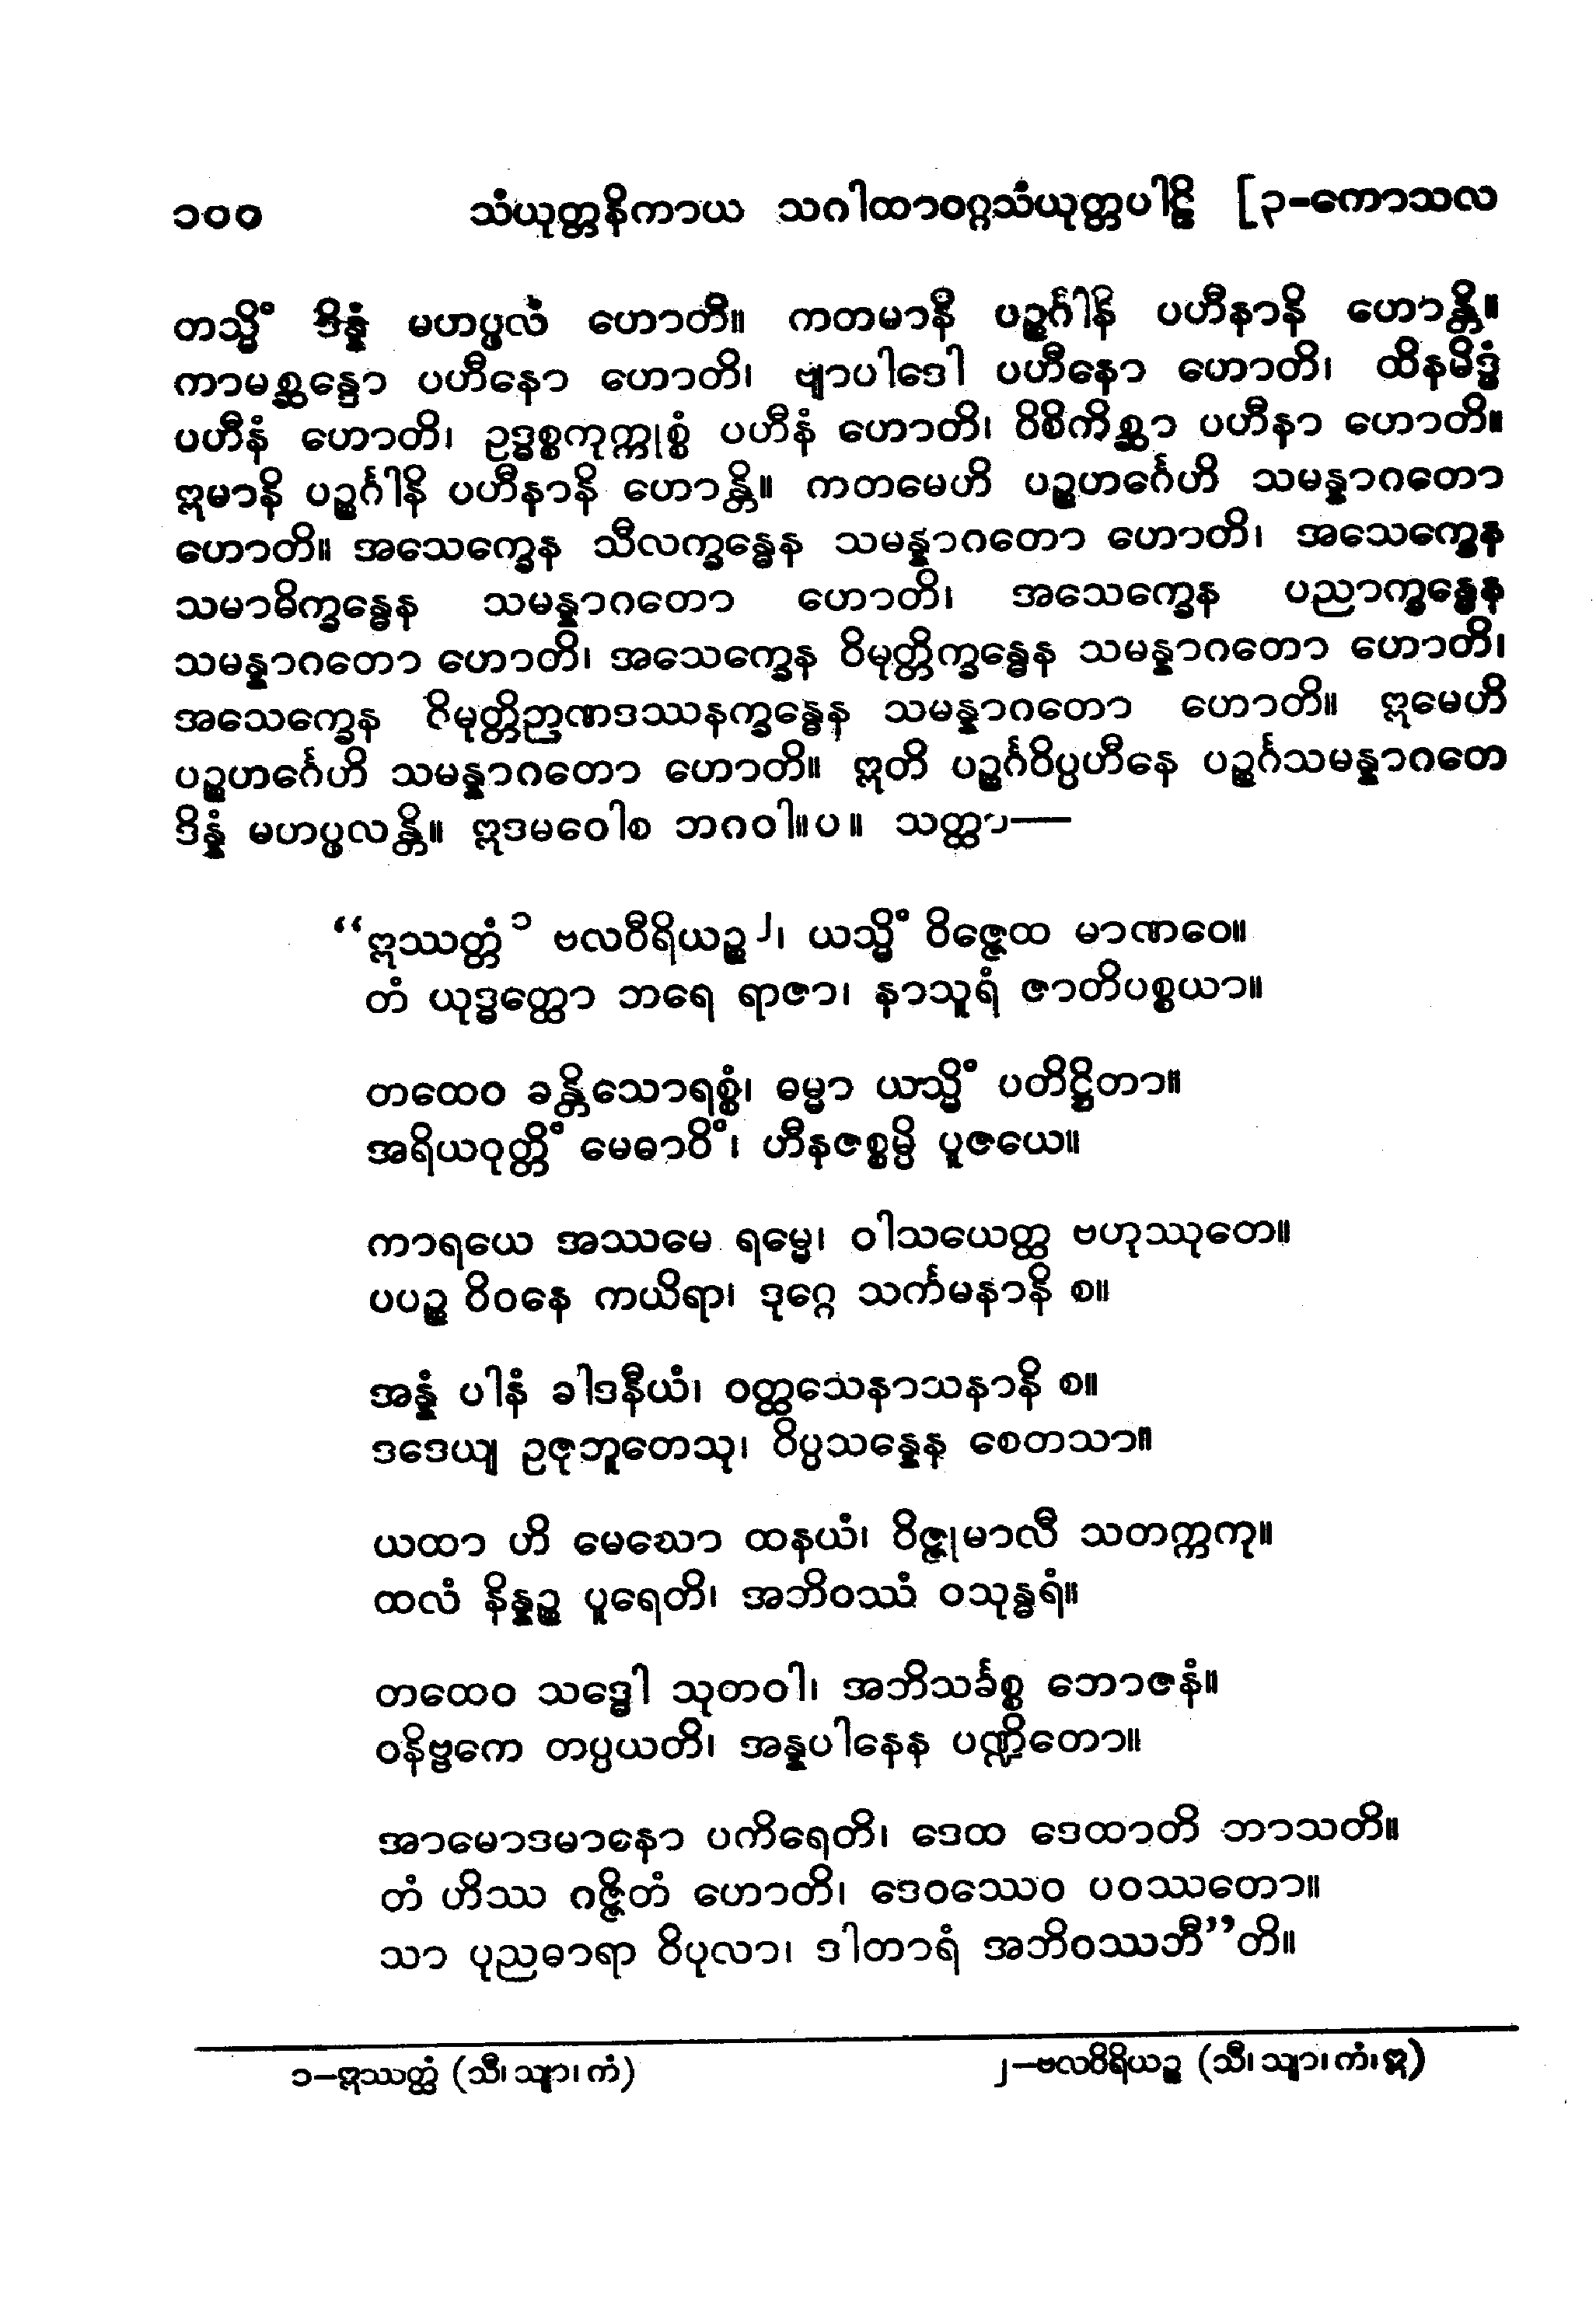 ၁၀၀ သံယုတ္တနိကာယ သဂါထာဝဂ္ဂသံယုတ္တပါဠိ [၃-ကောသလ
တသ္မိံ ဒိန္နံ မဟပ္ဖလံ ဟောတိ။ ကတမာနိ ပဉ္စင်္ဂါနိ ပဟီနာနိ ဟောန္တိ။
ကာမစ္ဆန္ဒော ပဟီနော ဟောတိ၊ ဗျာပါဒေါ ပဟီနော ဟောတိ၊ ထိနမိဒ္ဓံ
ပဟီနံ ဟောတိ၊ ဥဒ္ဓစ္စကုက္ကုစ္စံ ပဟီနံ ဟောတိ၊ ဝိစိကိစ္ဆာ ပဟီနာ ဟောတိ။
ဣမာနိ ပဉ္စင်္ဂါနိ ပဟီနာနိ ဟောန္တိ။ ကတမေဟိ ပဉ္စဟင်္ဂေဟိ သမန္နာဂတော
ဟောတိ။ အသေက္ခေန သီလက္ခန္ဓေန သမန္နာဂတော ဟောတိ၊ အသေက္ခေန
သမာဓိက္ခန္ဓေန သမန္နာဂတော ဟောတိ၊ အသေက္ခေန ပညာက္ခန္ဓေန
သမန္နာဂတော ဟောတိ၊ အသေက္ခေန ဝိမုတ္တိက္ခန္ဓေန သမန္နာဂတော ဟောတိ၊
အသေက္ခေန ဝိမုတ္တိဉာဏဒဿနက္ခန္ဓေန သမန္နာဂတော ဟောတိ။ ဣမေဟိ
ပဉ္စဟင်္ဂေဟိ သမန္နာဂတော ဟောတိ။ ဣတိ ပဉ္စင်္ဂဝိပ္ပဟီနေ ပဉ္စင်္ဂသမန္နာဂတေ
ဒိန္နံ မဟပ္ဖလန္တိ။ ဣဒမဝေါစ ဘဂဝါ။ပ။ သတ္ထာ—
“ဣဿတ္တံ ၁ ဗလဝီရိယဉ္စ ၂၊ ယသ္မိံ ဝိဇ္ဇေထ မာဏဝေ။
တံ ယုဒ္ဓတ္ထော ဘရေ ရာဇာ၊ နာသူရံ ဇာတိပစ္စယာ။
တထေဝ ခန္တိသောရစ္စံ၊ ဓမ္မာ ယသ္မိံ ပတိဋ္ဌိတာ။
အရိယဝုတ္တိံ မေဓာဝိံ၊ ဟီနဇစ္စမ္ပိ ပူဇယေ။
ကာရယေ အဿမေ ရမ္မေ၊ ဝါသယေတ္ထ ဗဟုဿုတေ။
ပပဉ္စ ဝိဝနေ ကယိရာ၊ ဒုဂ္ဂေ သင်္ကမနာနိ စ။
အန္နံ ပါနံ ခါဒနီယံ၊ ဝတ္ထသေနာသနာနိ စ။
ဒဒေယျ ဥဇုဘူတေသု၊ ဝိပ္ပသန္နေန စေတသာ။
ယထာ ဟိ မေဃော ထနယံ၊ ဝိဇ္ဇုမာလီ သတက္ကကု။
ထလံ နိန္နဉ္စ ပူရေတိ၊ အဘိဝဿံ ဝသုန္ဓရံ။
တထေဝ သဒ္ဓေါ သုတဝါ၊ အဘိသင်္ခစ္စ ဘောဇနံ။
ဝနိဗ္ဗကေ တပ္ပယတိ၊ အန္နပါနေန ပဏ္ဍိတော။
အာမောဒမာနော ပကိရေတိ၊ ဒေထ ဒေထာတိ ဘာသတိ။
တံ ဟိဿ ဂဇ္ဇိတံ ဟောတိ၊ ဒေဝဿေဝ ပဝဿတော။
သာ ပုညဓာရာ ဝိပုလာ၊ ဒါတာရံ အဘိဝဿဘီ”တိ။
၁–ဣဿတ္ထံ (သီ၊ သျာ၊ ကံ) ၂–ဗလဝိရိယဉ္စ (သီ၊ သျာ၊ ကံ၊ ဣ)